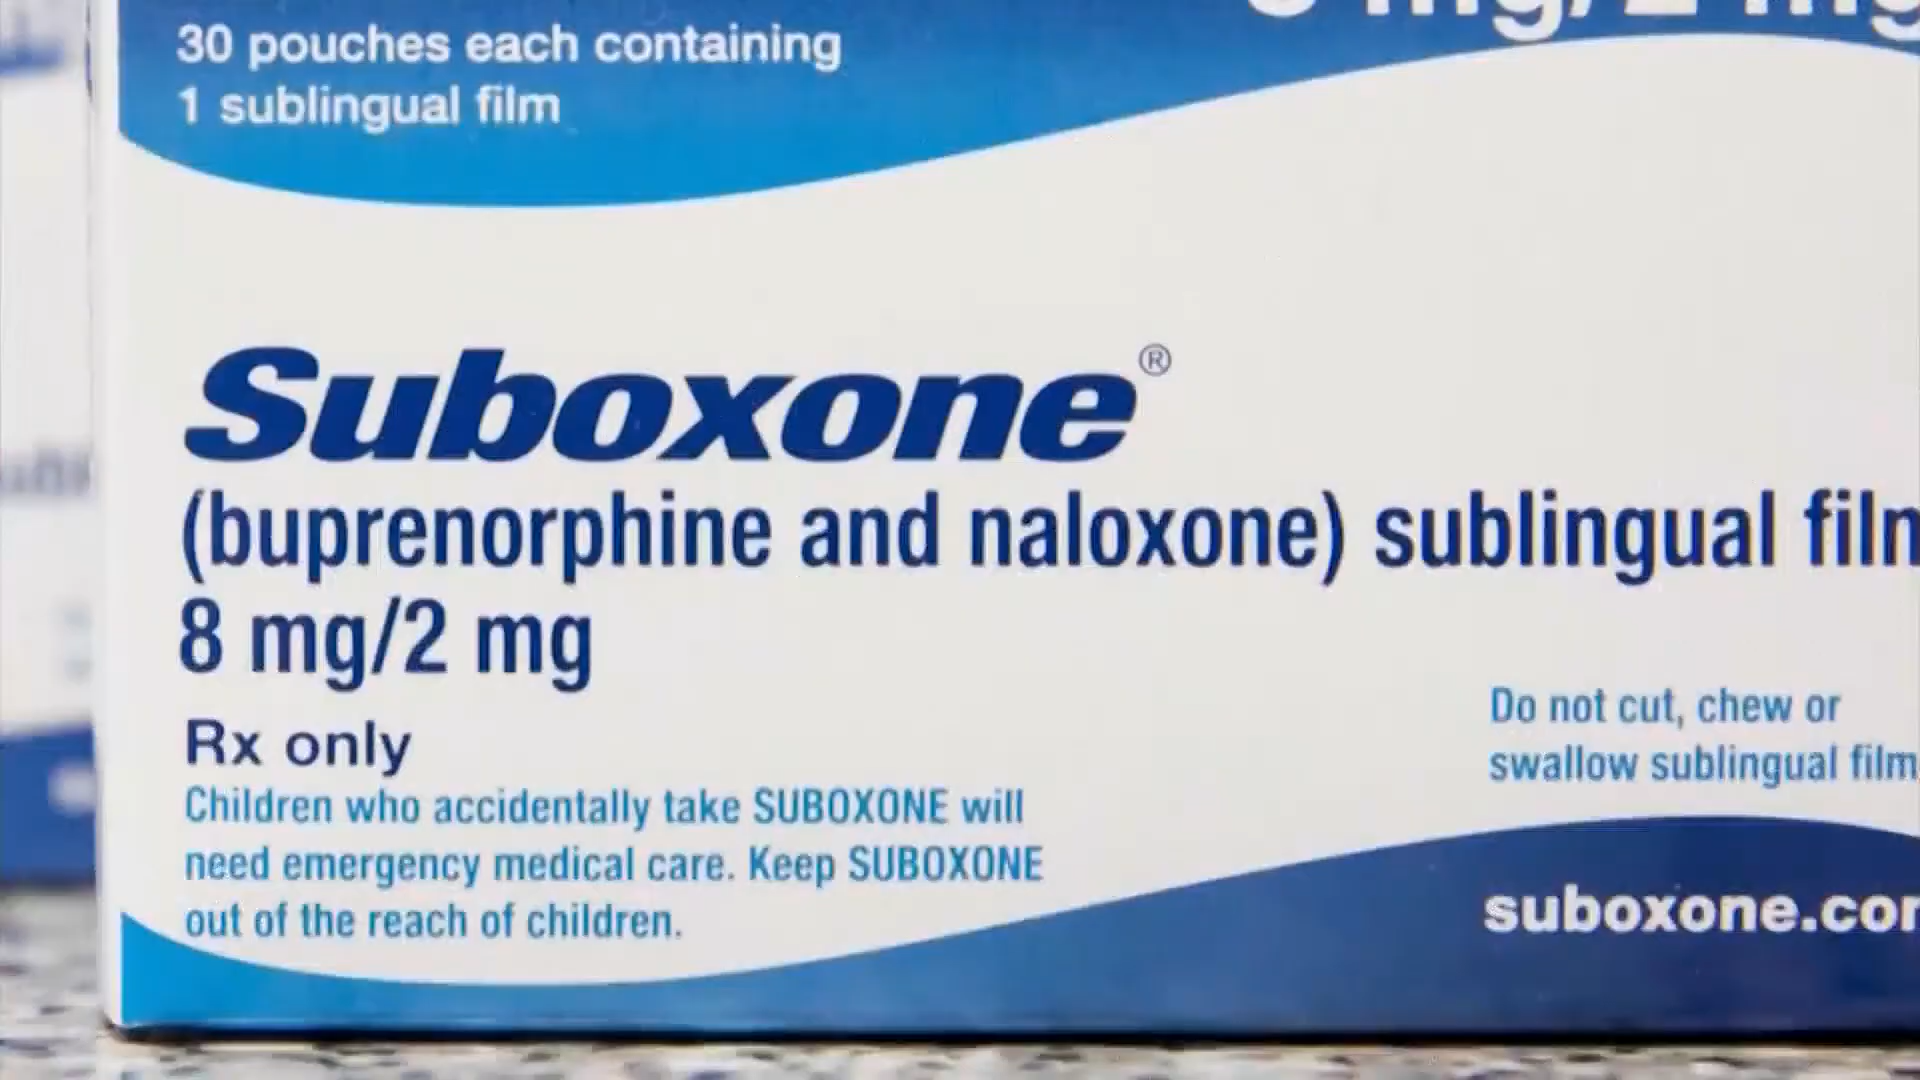 30 pouches each containing
1 sublingual film
Suboxone®
(buprenorphine and naloxone) sublingual
8 mg/2 mg
Rx only
Children who accidentally take SUBOXONE will
need emergency medical care. Keep SUBOXONE
out of the reach of children.
Do not cut, chew or
swallow sublingual film
suboxone.co